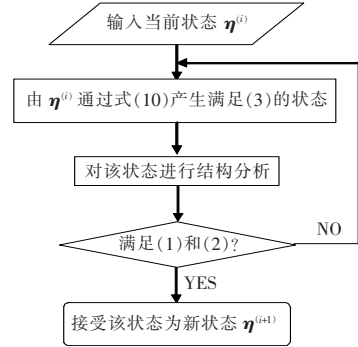 输入当前状态 η^(i)
由 η^(i) 通过式(10)产生满足(3)的状态
对该状态进行结构分析
满足(1)和(2)?
NO
YES
接受该状态为新状态 η^(i+1)